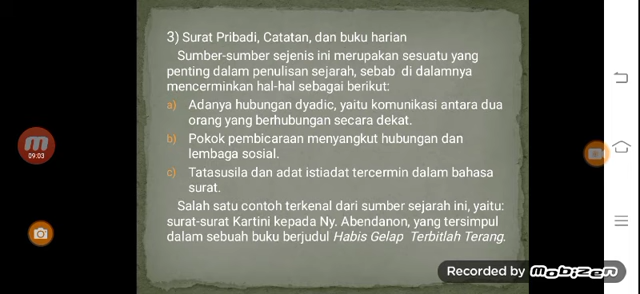 3) Surat Pribadi, Catatan, dan buku harian
Sumber-sumber sejenis ini merupakan sesuatu yang
penting dalam penulisan sejarah, sebab di dalamnya
mencerminkan hal-hal sebagai berikut:
a) Adanya hubungan dyadic, yaitu komunikasi antara dua
orang yang berhubungan secara dekat.
b) Pokok pembicaraan menyangkut hubungan dan
lembaga sosial.
c) Tatasusila dan adat istiadat tercermin dalam bahasa
surat.
Salah satu contoh terkenal dari sumber sejarah ini, yaitu:
surat-surat Kartini kepada Ny. Abendanon, yang tersimpul
dalam sebuah buku berjudul Habis Gelap Terbitlah Terang.
09:03
Recorded by mobizen